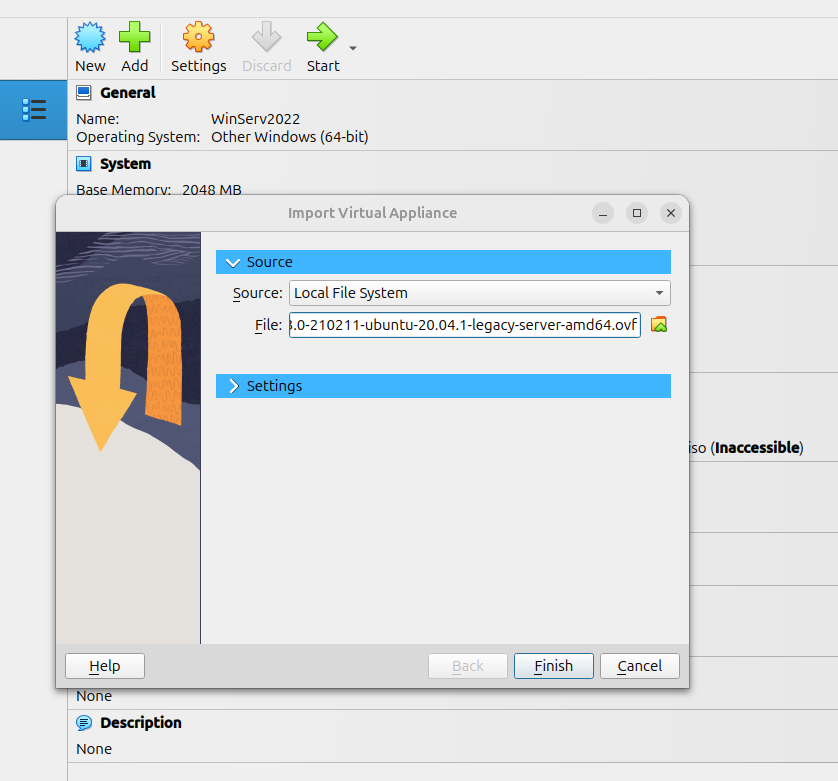 New Add Settings Discard Start
General
Name: WinServ2022
Operating System: Other Windows (64-bit)
System
Base Memory: 2048 MB
Import Virtual Appliance
Source
Source: Local File System
File: 3.0-210211-ubuntu-20.04.1-legacy-server-amd64.ovf
Settings
iso (Inaccessible)
Help Back Finish Cancel
None
Description
None